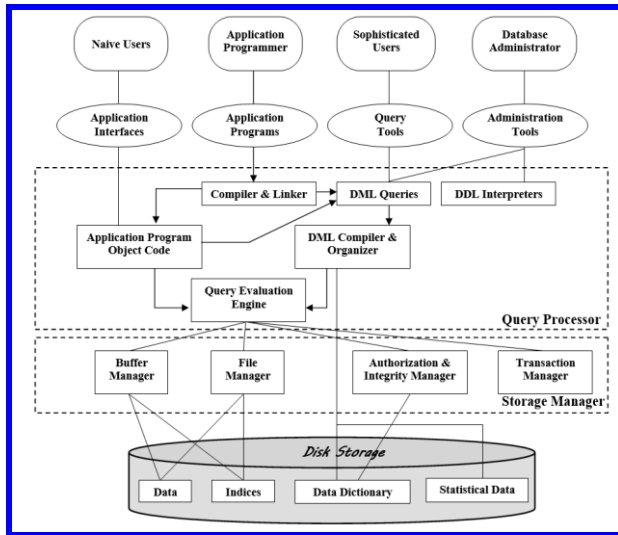 Naive Users
Application
Programmer
Sophisticated
Users
Database
Administrator
Application
Interfaces
Application
Programs
Query
Tools
Administration
Tools
Compiler & Linker
DML Queries
DDL Interpreters
Application Program
Object Code
DML Compiler &
Organizer
Query Evaluation
Engine
Query Processor
Buffer
Manager
File
Manager
Authorization &
Integrity Manager
Transaction
Manager
Storage Manager
Disk Storage
Data
Indices
Data Dictionary
Statistical Data